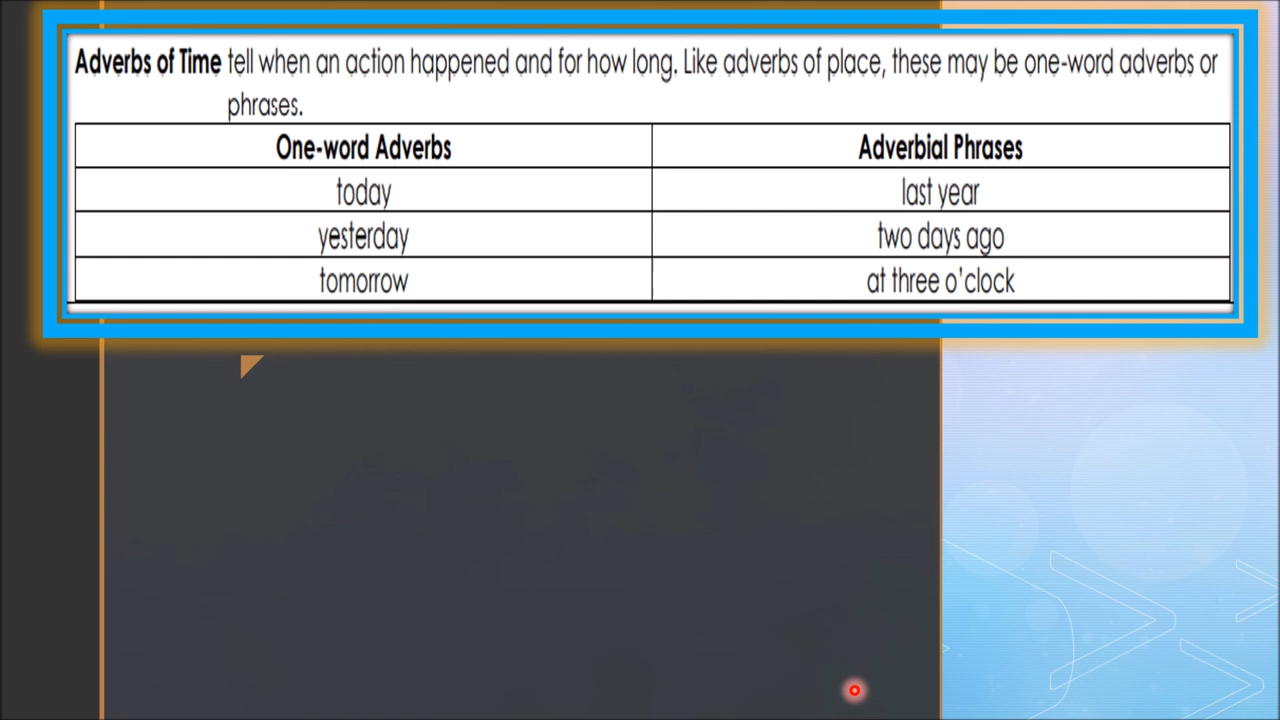 Adverbs of Time tell when an action happened and for how long. Like adverbs of place, these may be one-word adverbs or
phrases.
One-word Adverbs Adverbial Phrases
today last year
yesterday two days ago
tomorrow at three o'clock